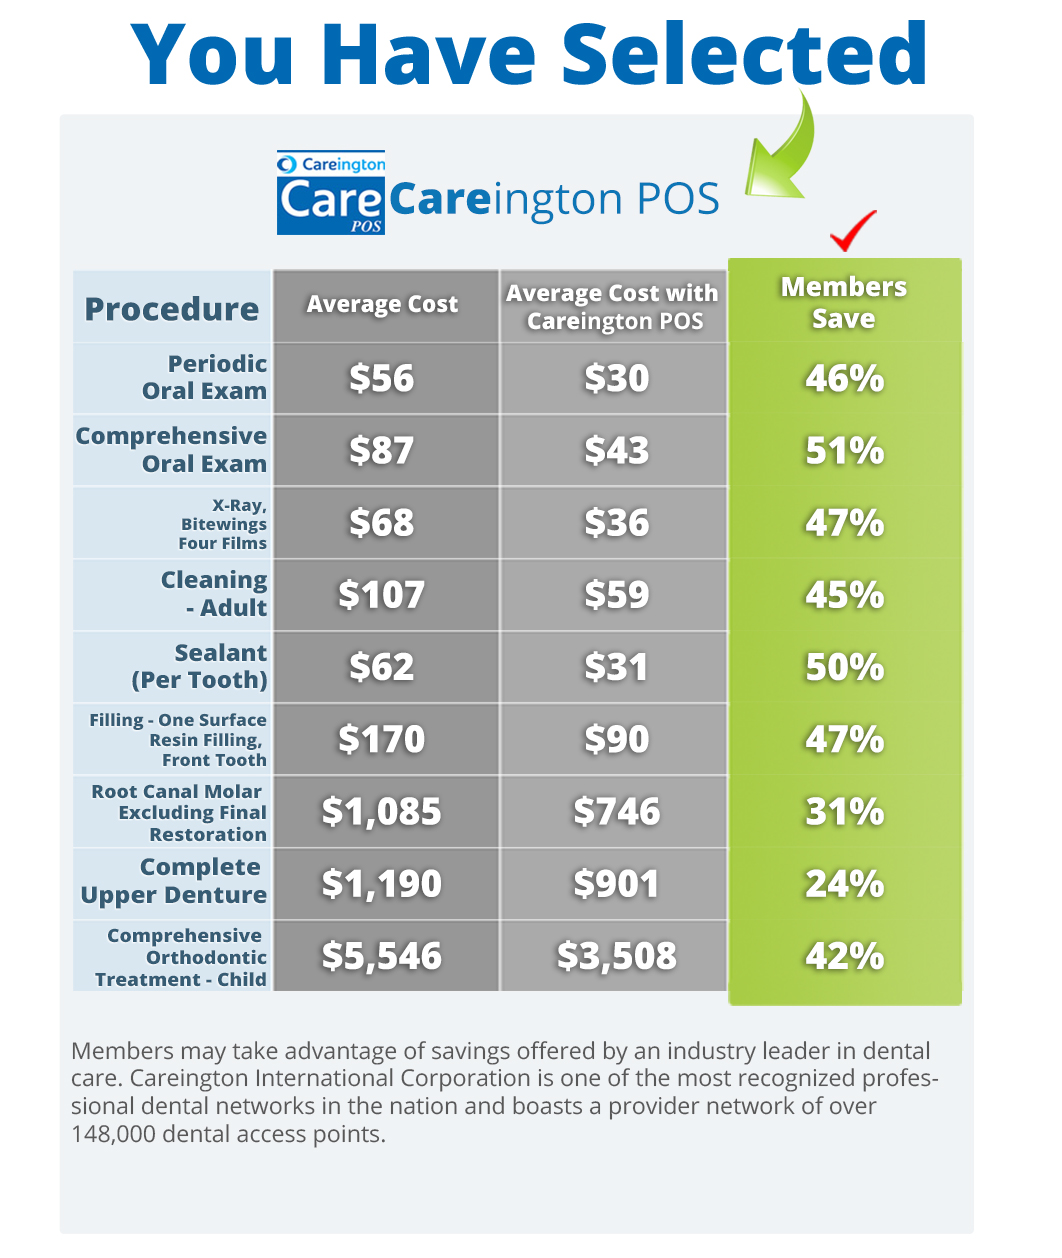 You Have Selected
Careington
Care
POS
Careington POS
Procedure
Average Cost
Average Cost with
Careington POS
Members
Save
Periodic
Oral Exam
$56
$30
46%
Comprehensive
Oral Exam
$87
$43
51%
X-Ray,
Bitewings
Four Films
$68
$36
47%
Cleaning
- Adult
$107
$59
45%
Sealant
(Per Tooth)
$62
$31
50%
Filling - One Surface
Resin Filling,
Front Tooth
$170
$90
47%
Root Canal Molar
Excluding Final
Restoration
$1,085
$746
31%
Complete
Upper Denture
$1,190
$901
24%
Comprehensive
Orthodontic
Treatment - Child
$5,546
$3,508
42%
Members may take advantage of savings offered by an industry leader in dental
care. Careington International Corporation is one of the most recognized profes-
sional dental networks in the nation and boasts a provider network of over
148,000 dental access points.